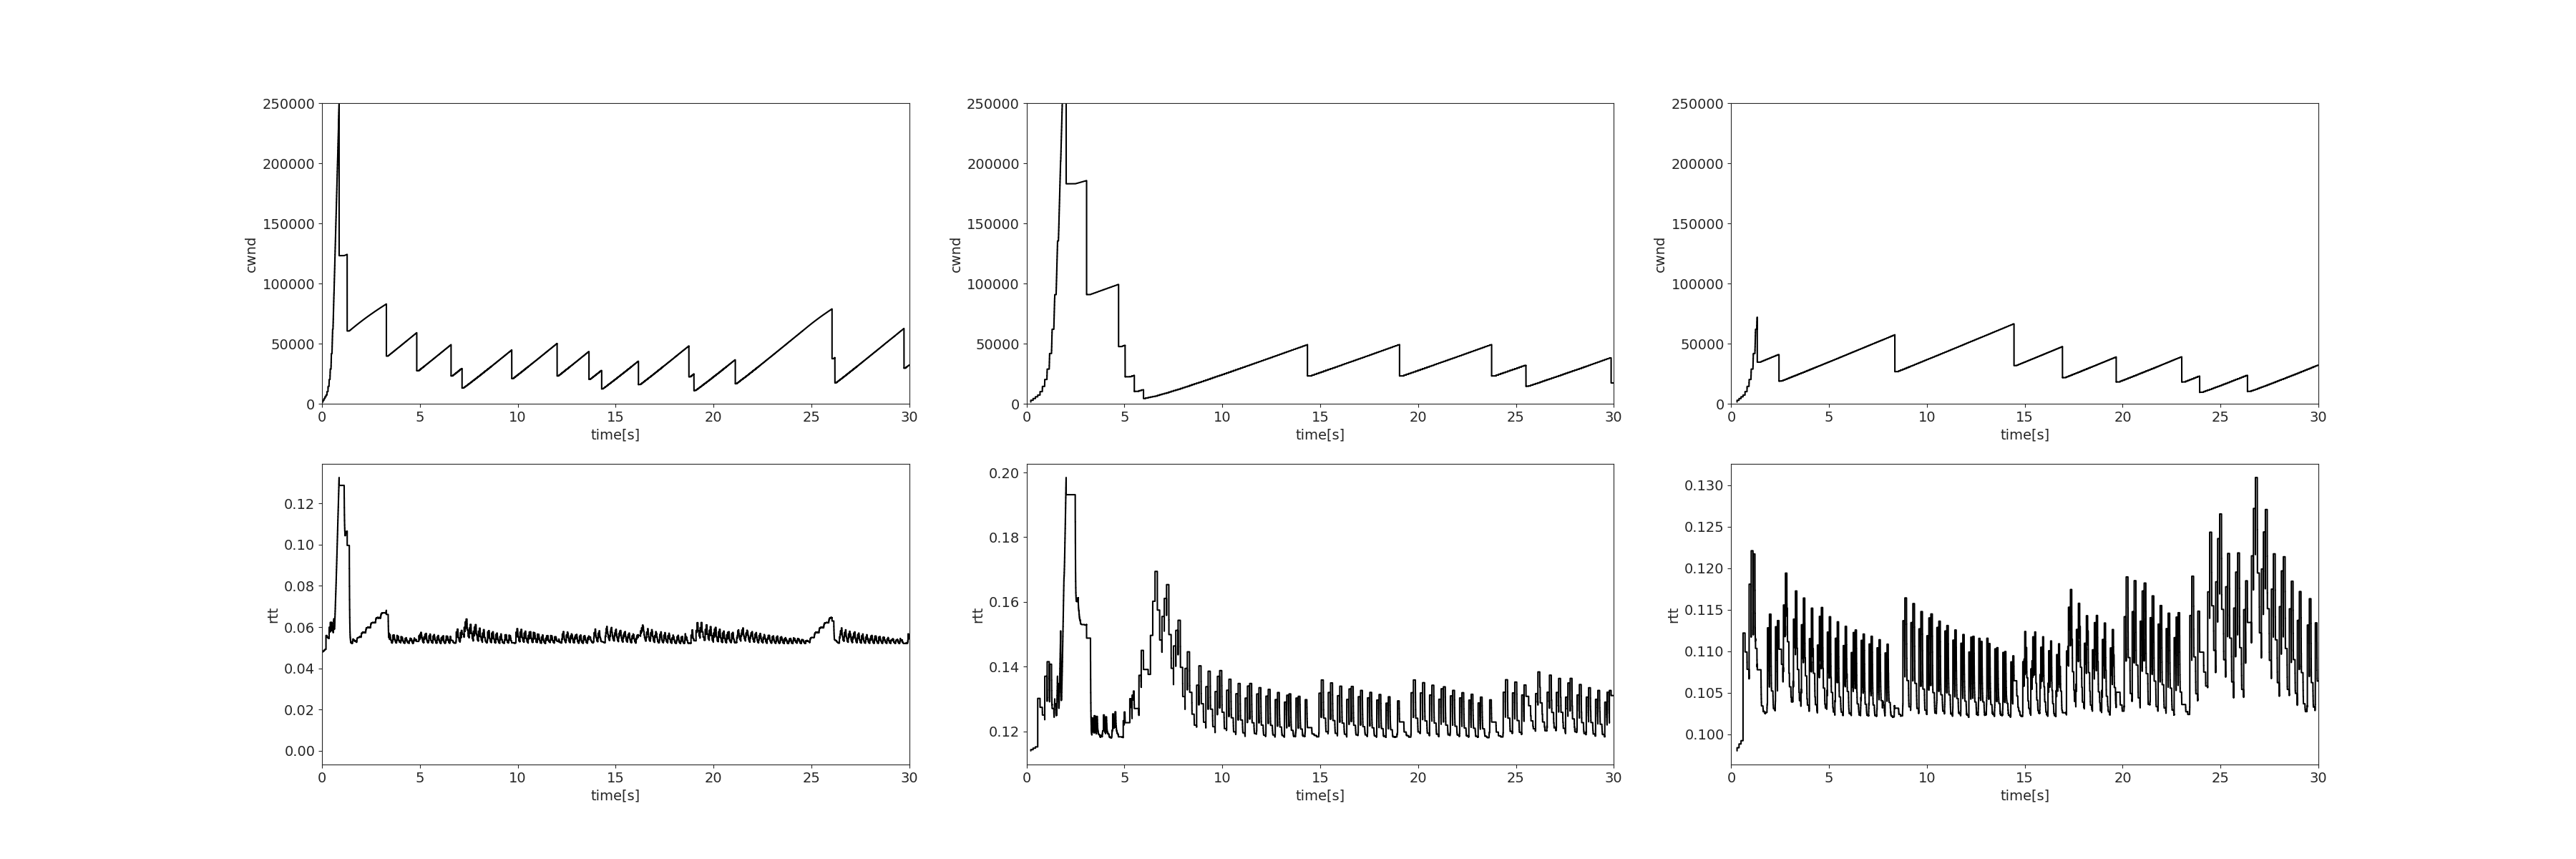 250000 250000 250000
200000 200000 200000
150000 150000 150000
cwnd cwnd cwnd
100000 100000 100000
50000 50000 50000
0 0 0
0 5 10 15 20 25 30 0 5 10 15 20 25 30 0 5 10 15 20 25 30
time[s] time[s] time[s]
0.12 0.10 0.08 0.06 0.04 0.02 0.00
rtt
0 5 10 15 20 25 30
time[s]
0.20 0.18 0.16 0.14 0.12
rtt
0 5 10 15 20 25 30
time[s]
0.130 0.125 0.120 0.115 0.110 0.105 0.100
rtt
0 5 10 15 20 25 30
time[s]